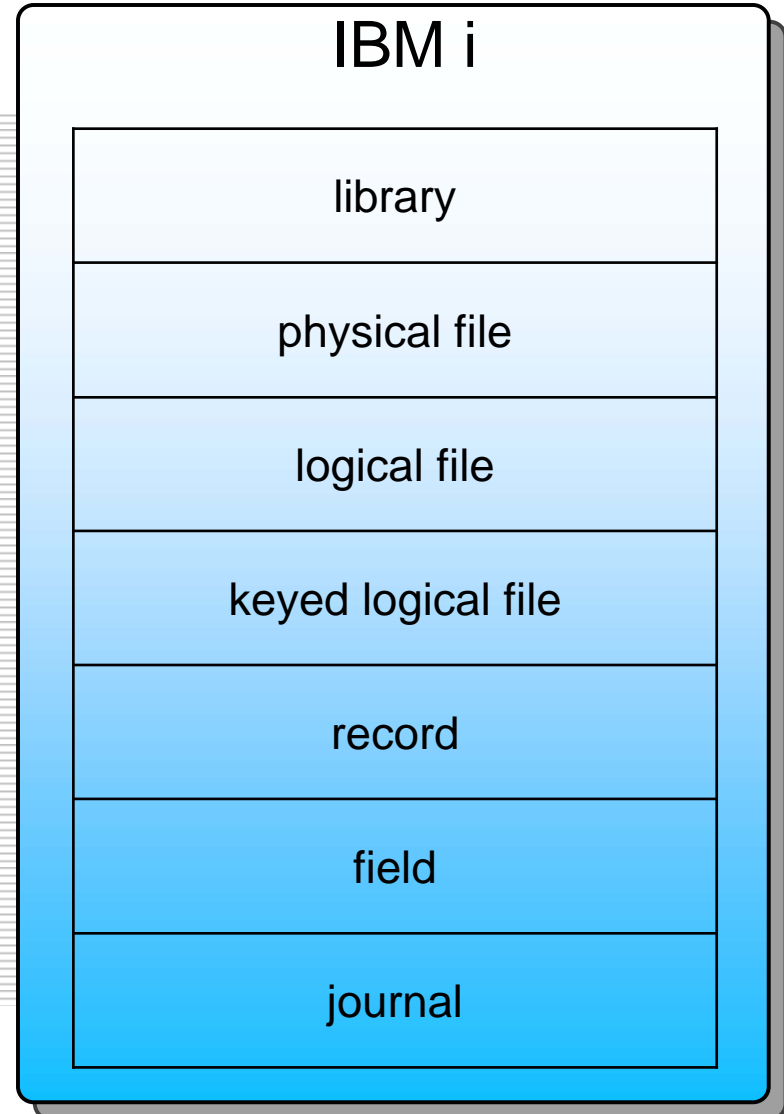 IBM i
library
physical file
logical file
keyed logical file
record
field
journal